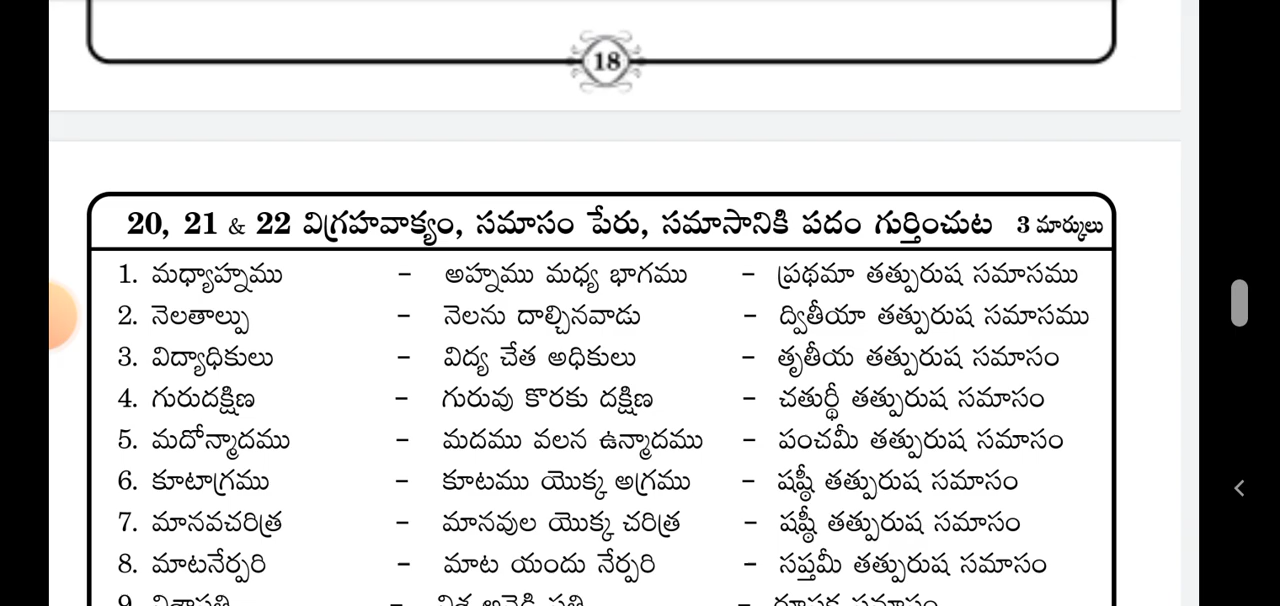 18
20, 21 & 22 విగ్రహవాక్యం, సమాసం పేరు, సమాసానికి పదం గుర్తించుట 3 మార్కులు
1. మధ్యాహ్నము - అహ్నము మధ్య భాగము - ప్రథమా తత్పురుష సమాసము
2. నెలతాల్పు - నెలను దాల్చినవాడు - ద్వితీయా తత్పురుష సమాసము
3. విద్యాధికులు - విద్య చేత అధికులు - తృతీయ తత్పురుష సమాసం
4. గురుదక్షిణ - గురువు కొరకు దక్షిణ - చతుర్థీ తత్పురుష సమాసం
5. మదోన్మాదము - మదము వలన ఉన్మాదము - పంచమీ తత్పురుష సమాసం
6. కూటాగ్రము - కూటము యొక్క అగ్రము - షష్ఠీ తత్పురుష సమాసం
7. మానవచరిత్ర - మానవుల యొక్క చరిత్ర - షష్ఠీ తత్పురుష సమాసం
8. మాటనేర్పరి - మాట యందు నేర్పరి - సప్తమీ తత్పురుష సమాసం